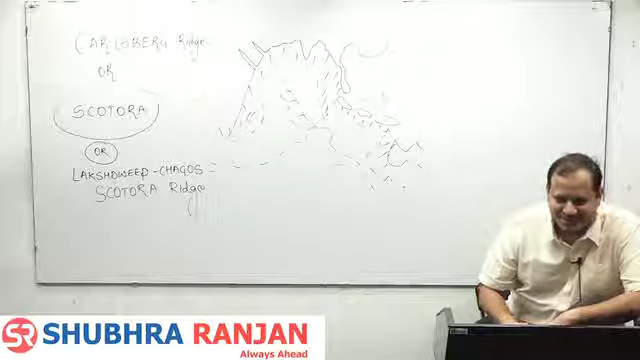 CARLSBERG Ridge
OR
SCOTORA
OR
LAKSHDWEEP-CHAGOS =
SCOTORA Ridge
SR SHUBHRA RANJAN
Always Ahead